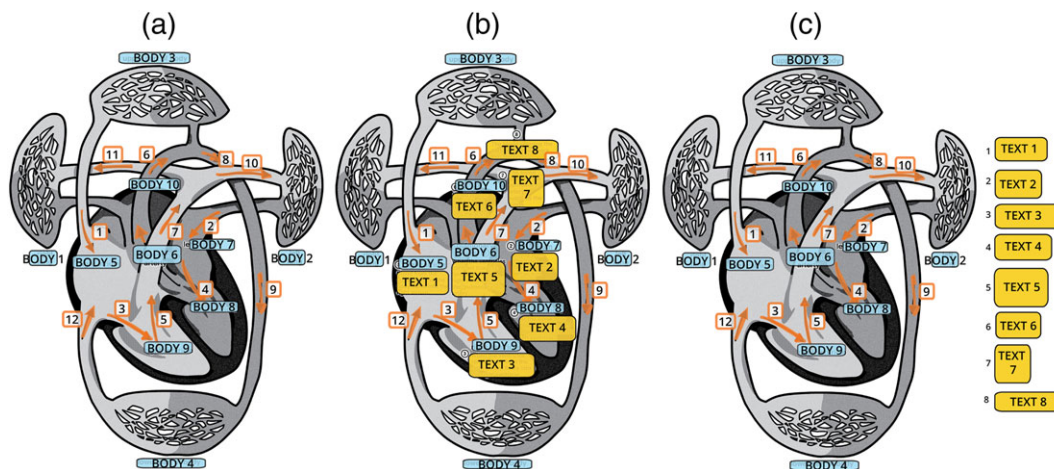 (a)
BODY 3
11
6
8
10
BODY 10
1
7
2
BODY 7
BODY 1
BODY 5
BODY 6
BODY 2
4
9
BODY 8
12
3
5
BODY 9
BODY 4
(b)
BODY 3
TEXT 8
11
6
10
BODY 10
TEXT 7
TEXT 6
1
7
2
BODY 7
BODY 1
BODY 5
BODY 6
BODY 2
TEXT 2
TEXT 1
TEXT 5
4
9
BODY 8
12
3
5
TEXT 4
BODY 9
TEXT 3
BODY 4
(c)
BODY 3
11
6
8
10
BODY 10
1
7
2
BODY 7
BODY 1
BODY 5
BODY 6
BODY 2
4
9
BODY 8
12
3
5
BODY 9
BODY 4
1 TEXT 1
2 TEXT 2
3 TEXT 3
4 TEXT 4
5 TEXT 5
6 TEXT 6
7 TEXT 7
8 TEXT 8